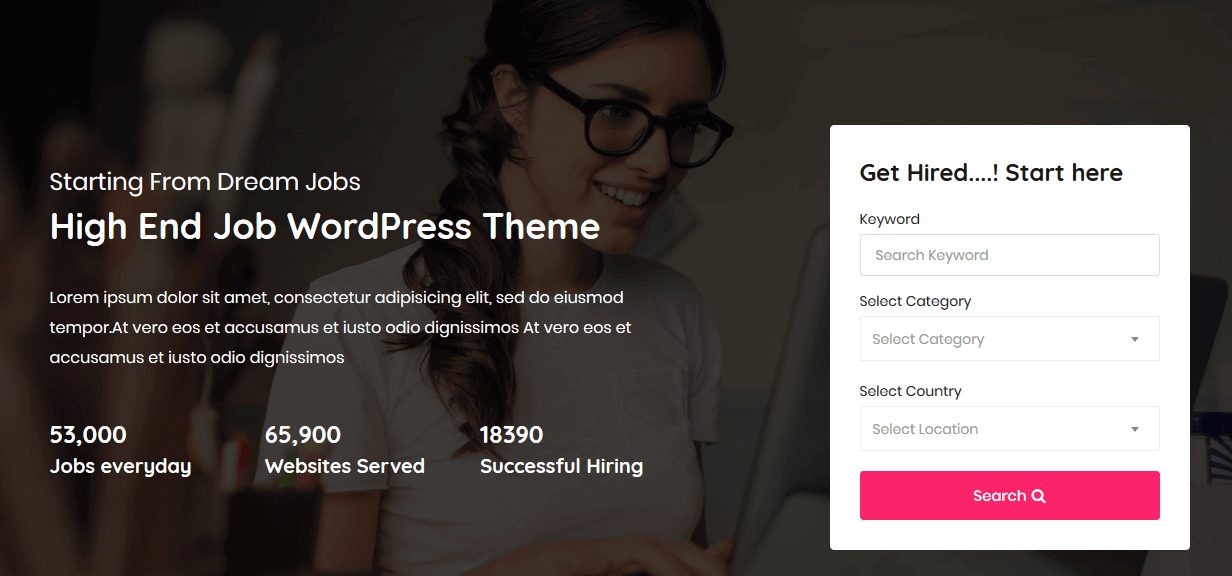 Starting From Dream Jobs
High End Job WordPress Theme
Lorem ipsum dolor sit amet, consectetur adipisicing elit, sed do eiusmod
tempor.At vero eos et accusamus et iusto odio dignissimos At vero eos et
accusamus et iusto odio dignissimos
53,000
Jobs everyday
65,900
Websites Served
18390
Successful Hiring
Get Hired....! Start here
Keyword
Search Keyword
Select Category
Select Category
Select Country
Select Location
Search